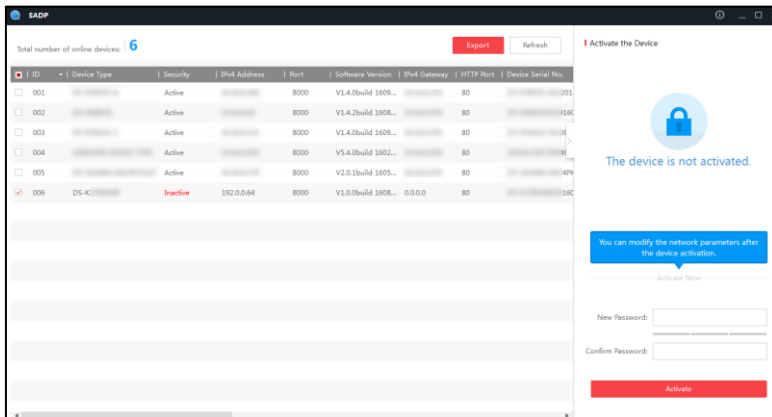 SADP
Total number of online devices: 6
Export
Refresh
ID | Device Type | Security | IPv4 Address | Port | Software Version | IPv4 Gateway | HTTP Port | Device Serial No.
001 Active 8000 V1.4.0build 1609... 80 201
002 Active 8000 V1.4.2build 1608... 80 160
003 Active 8000 V1.4.0build 1609... 80
004 Active 8000 V5.4.0build 1602... 80
005 Active 8000 V2.0.1build 1605... 80 4PK
006 DS-K Inactive 192.0.0.64 8000 V1.0.0build 1608... 0.0.0.0 80 160
Activate the Device
The device is not activated.
You can modify the network parameters after
the device activation.
Activate Now
New Password:
Confirm Password:
Activate